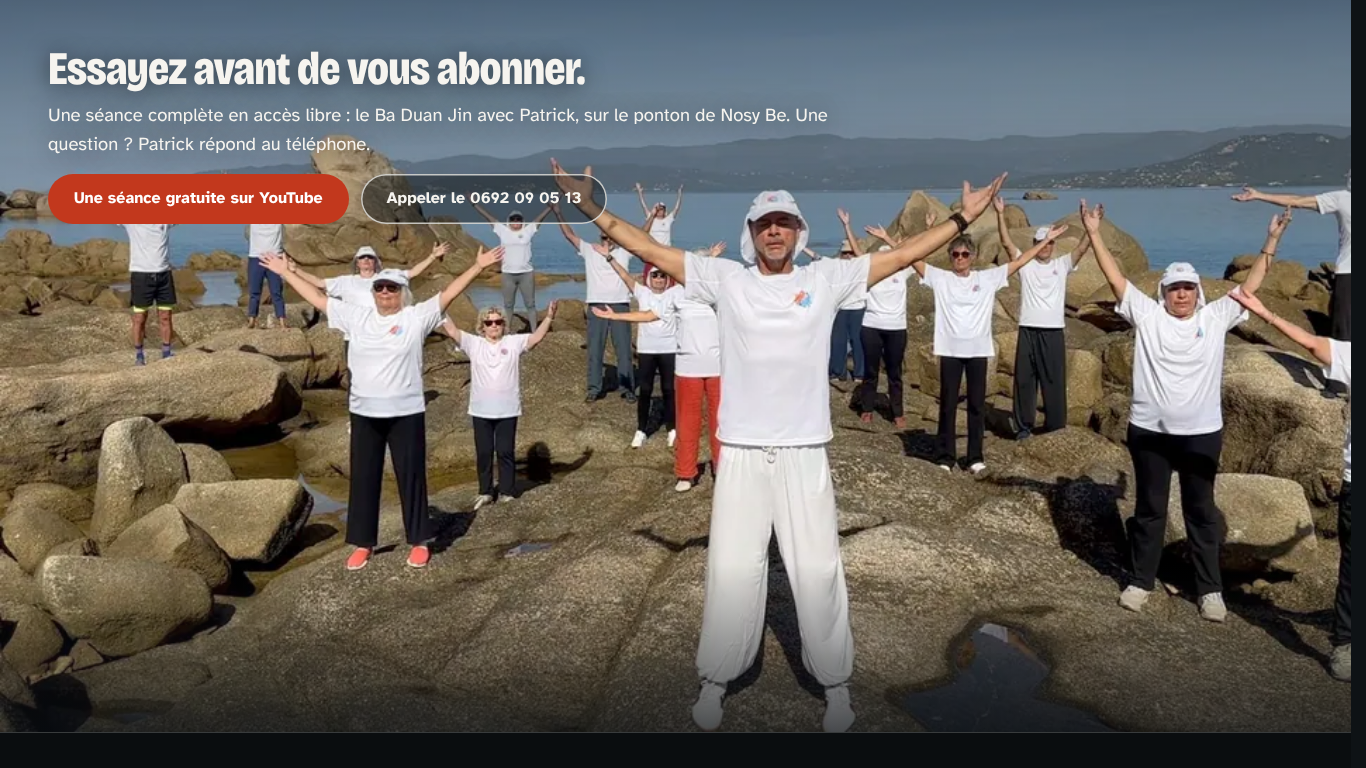 Essayez avant de vous abonner.
Une séance complète en accès libre : le Ba Duan Jin avec Patrick, sur le ponton de Nosy Be. Une
question ? Patrick répond au téléphone.
Une séance gratuite sur YouTube
Appeler le 0692 09 05 13